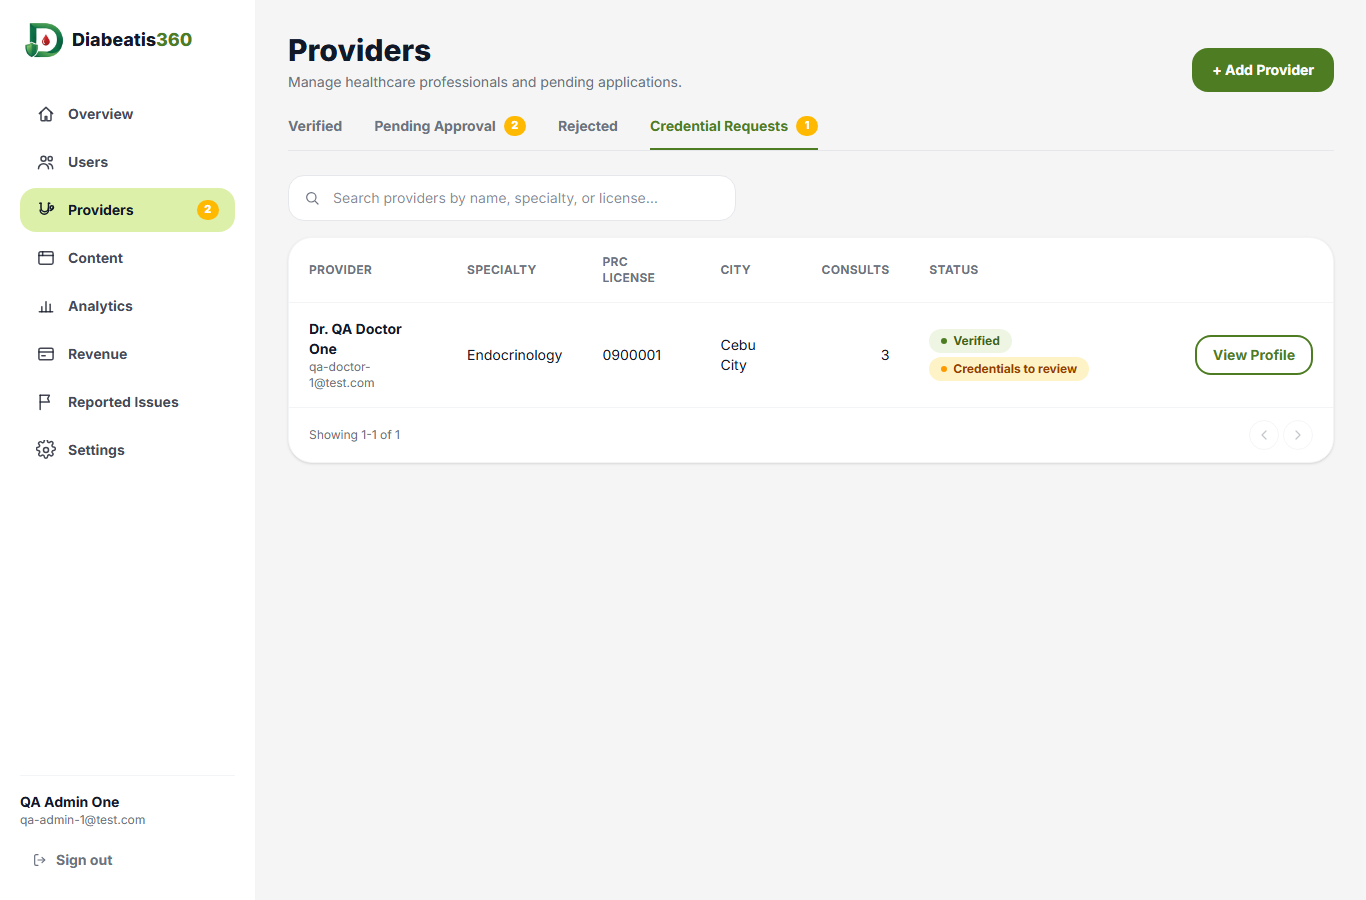 Diabeatis360
Overview
Users
Providers 2
Content
Analytics
Revenue
Reported Issues
Settings
QA Admin One
qa-admin-1@test.com
Sign out
Providers
Manage healthcare professionals and pending applications.
+ Add Provider
Verified Pending Approval 2 Rejected Credential Requests 1
Search providers by name, specialty, or license...
PROVIDER SPECIALTY PRC LICENSE CITY CONSULTS STATUS
Dr. QA Doctor
One
qa-doctor-
1@test.com
Endocrinology
0900001
Cebu
City
3
Verified
Credentials to review
View Profile
Showing 1-1 of 1